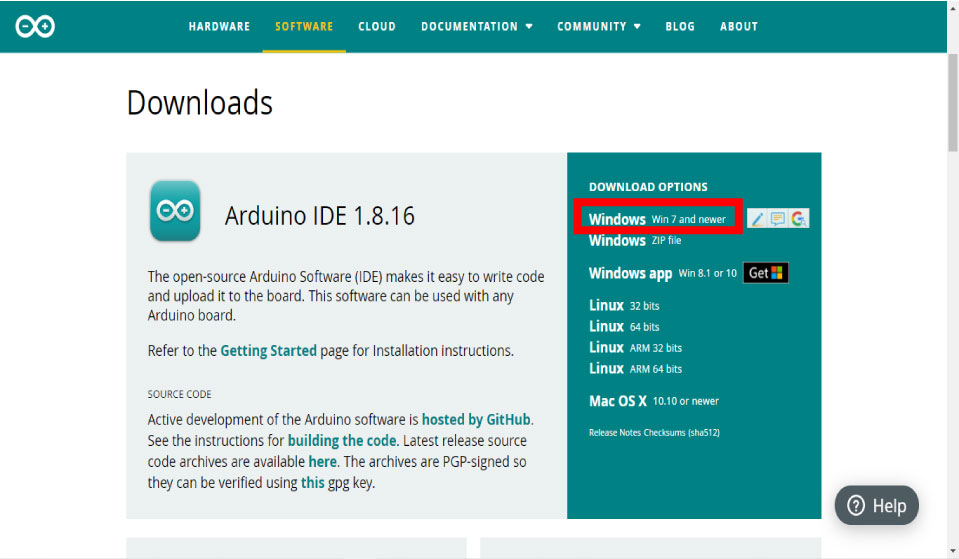 HARDWARE SOFTWARE CLOUD DOCUMENTATION COMMUNITY BLOG ABOUT
Downloads
Arduino IDE 1.8.16
The open-source Arduino Software (IDE) makes it easy to write code
and upload it to the board. This software can be used with any
Arduino board.
Refer to the Getting Started page for Installation instructions.
SOURCE CODE
Active development of the Arduino software is hosted by GitHub.
See the instructions for building the code. Latest release source
code archives are available here. The archives are PGP-signed so
they can be verified using this gpg key.
DOWNLOAD OPTIONS
Windows Win 7 and newer
Windows ZIP file
Windows app Win 8.1 or 10 Get
Linux 32 bits
Linux 64 bits
Linux ARM 32 bits
Linux ARM 64 bits
Mac OS X 10.10 or newer
Release Notes Checksums (sha512)
Help